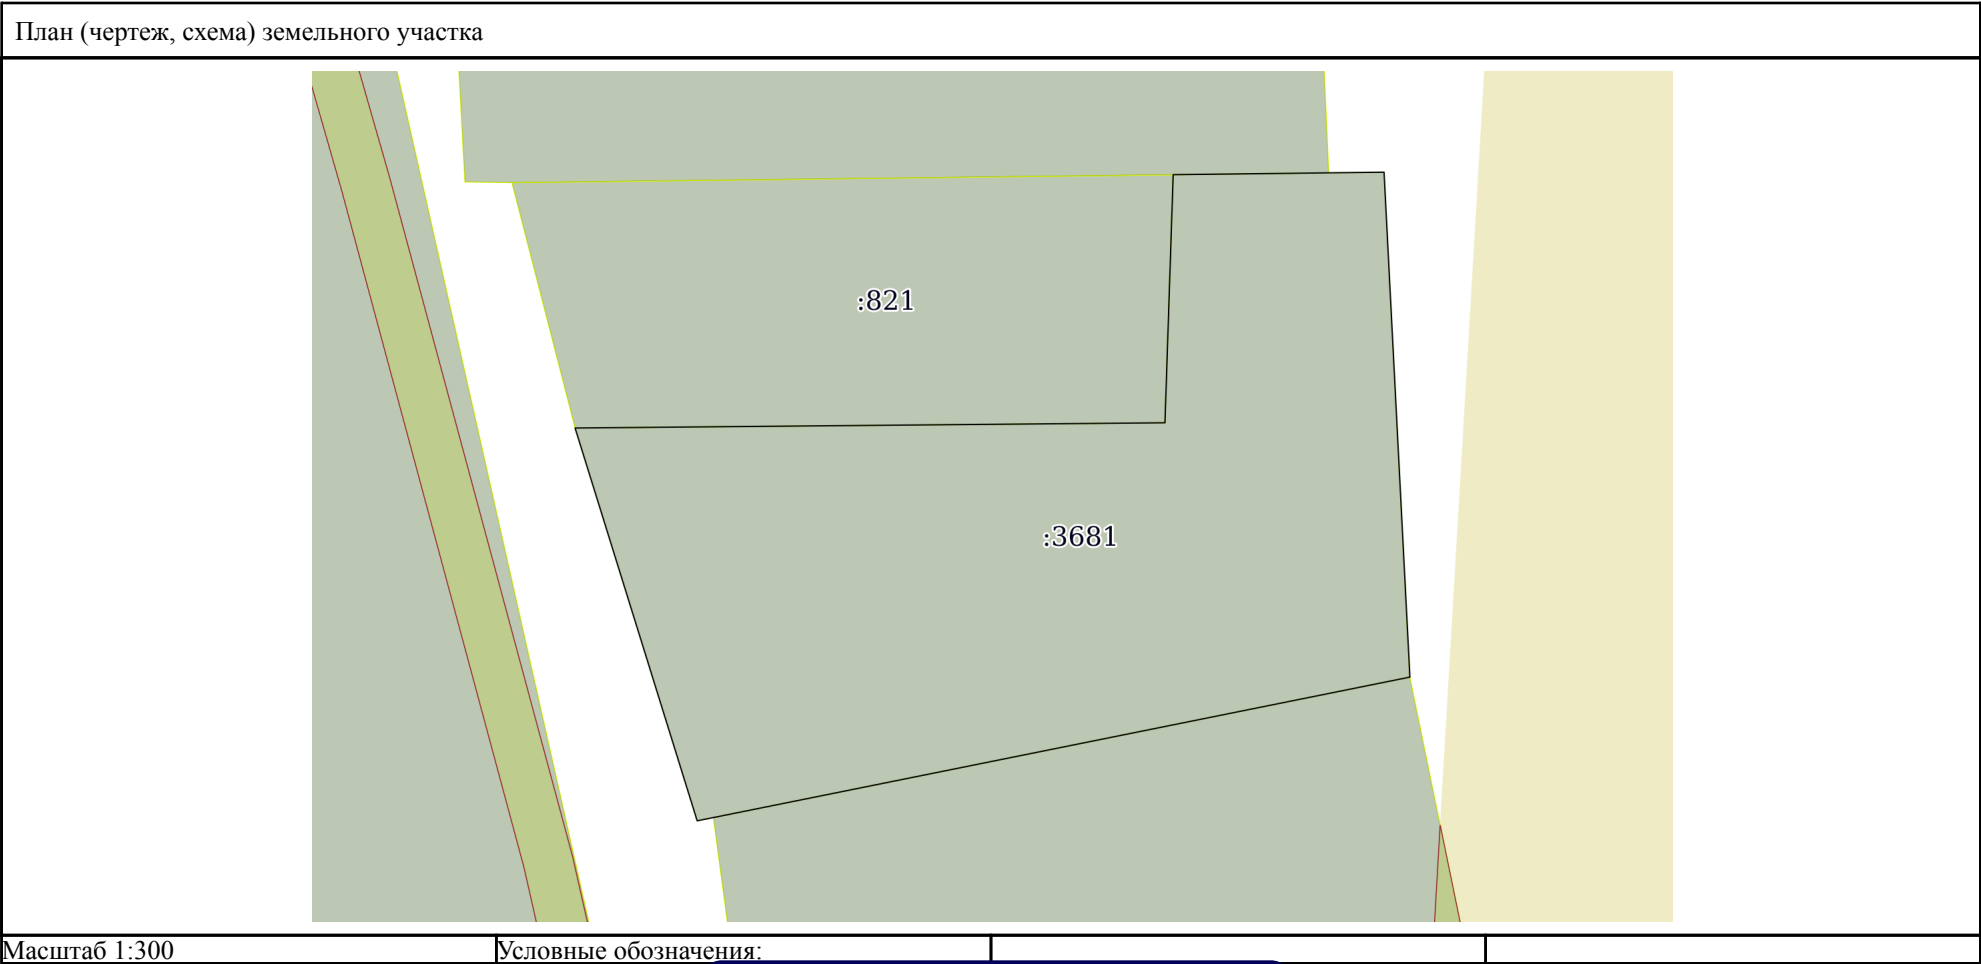 План (чертеж, схема) земельного участка
:821
:3681
Масштаб 1:300
Условные обозначения: